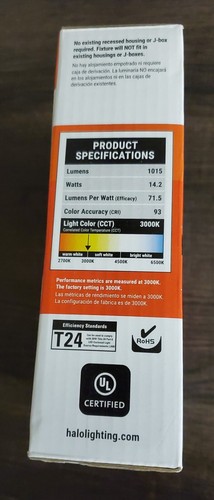 No existing recessed housing or J-box
required. Fixture will NOT fit in
existing housings or J-boxes.
No hay alojamiento empotrado ni requiere
caja de derivación. La luminaria NO encajará
en los alojamientos ni en las cajas de
derivación existentes.
PRODUCT
SPECIFICATIONS
Lumens 1015
Watts 14.2
Lumens Per Watt (Efficacy) 71.5
Color Accuracy (CRI) 93
Light Color (CCT) 3000K
Correlated Color Temperature (CCT)
warm white soft white bright white
2700K 3000K 4500K 6500K
Performance metrics are measured at 3000K.
The factory setting is 3000K.
Las métricas de rendimiento se miden a 3000K.
La configuración de fábrica es de 3000K.
Efficiency Standards
T24
RoHS
UL
CERTIFIED
halolighting.com